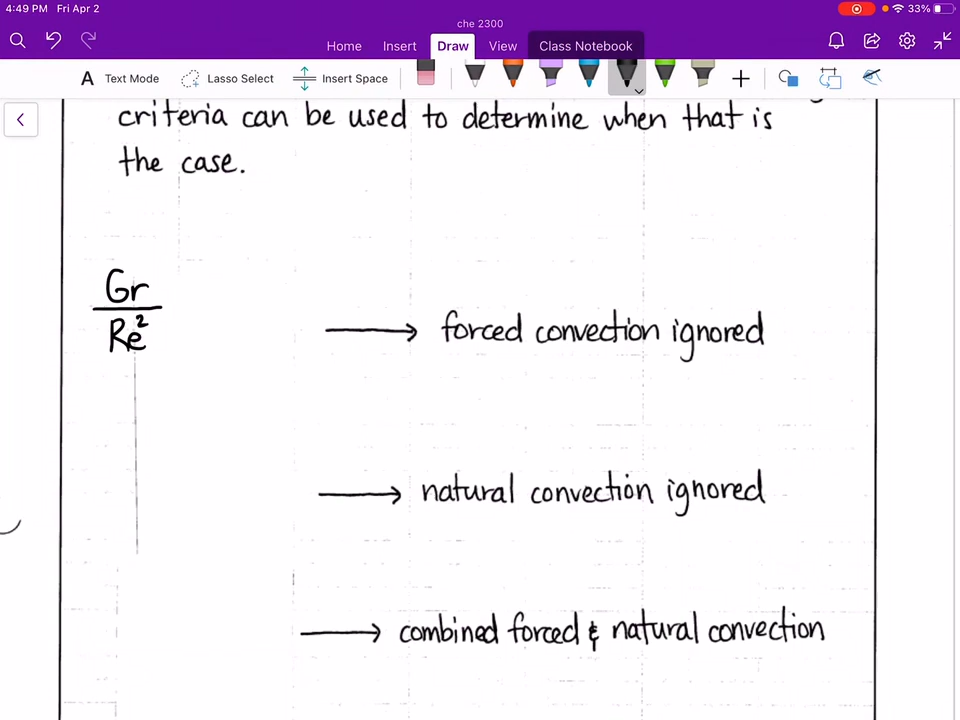 4:49 PM Fri Apr 2
33%
che 2300
Home Insert Draw View Class Notebook
A Text Mode Lasso Select Insert Space
criteria can be used to determine when that is
the case.
Gr
Re²
→ forced convection ignored
→ natural convection ignored
→ combined forced & natural convection